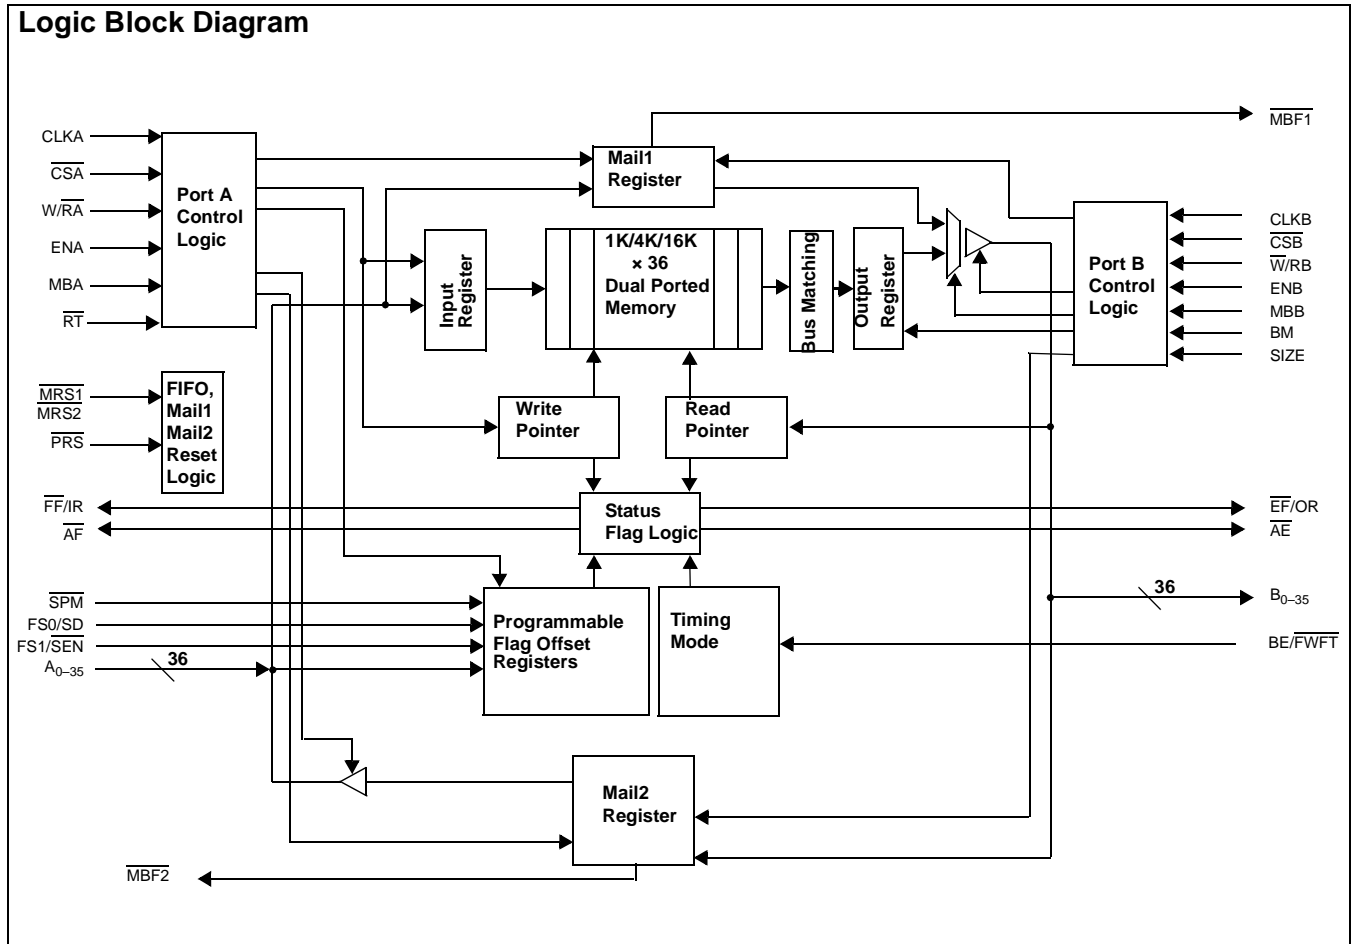 Logic Block Diagram
MBF1
CLKA
CSA
W/RA
ENA
MBA
RT
Port A
Control
Logic
Mail1
Register
CLKB
CSB
W/RB
ENB
MBB
BM
SIZE
Port B
Control
Logic
Input
Register
1K/4K/16K
× 36
Dual Ported
Memory
Bus Matching
Output
Register
MRS1
MRS2
PRS
FIFO,
Mail1
Mail2
Reset
Logic
Write
Pointer
Read
Pointer
FF/IR
AF
Status
Flag Logic
EF/OR
AE
SPM
FS0/SD
FS1/SEN
A0–35
36
Programmable
Flag Offset
Registers
Timing
Mode
36
B0–35
BE/FWFT
Mail2
Register
MBF2